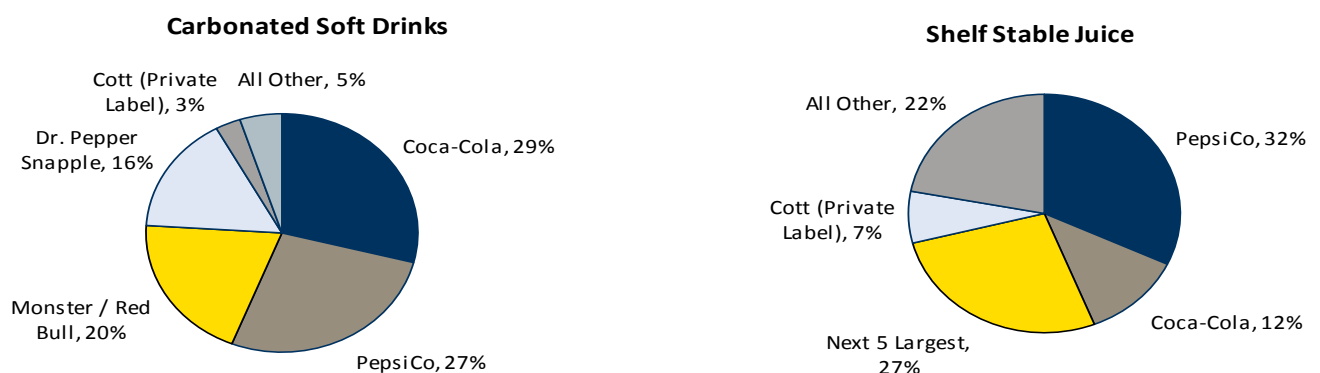 Carbonated Soft Drinks
Cott (Private
Label), 3%
All Other, 5%
Dr. Pepper
Snapple, 16%
Coca-Cola, 29%
Monster / Red
Bull, 20%
PepsiCo, 27%
Shelf Stable Juice
All Other, 22%
PepsiCo, 32%
Cott (Private
Label), 7%
Coca-Cola, 12%
Next 5 Largest,
27%